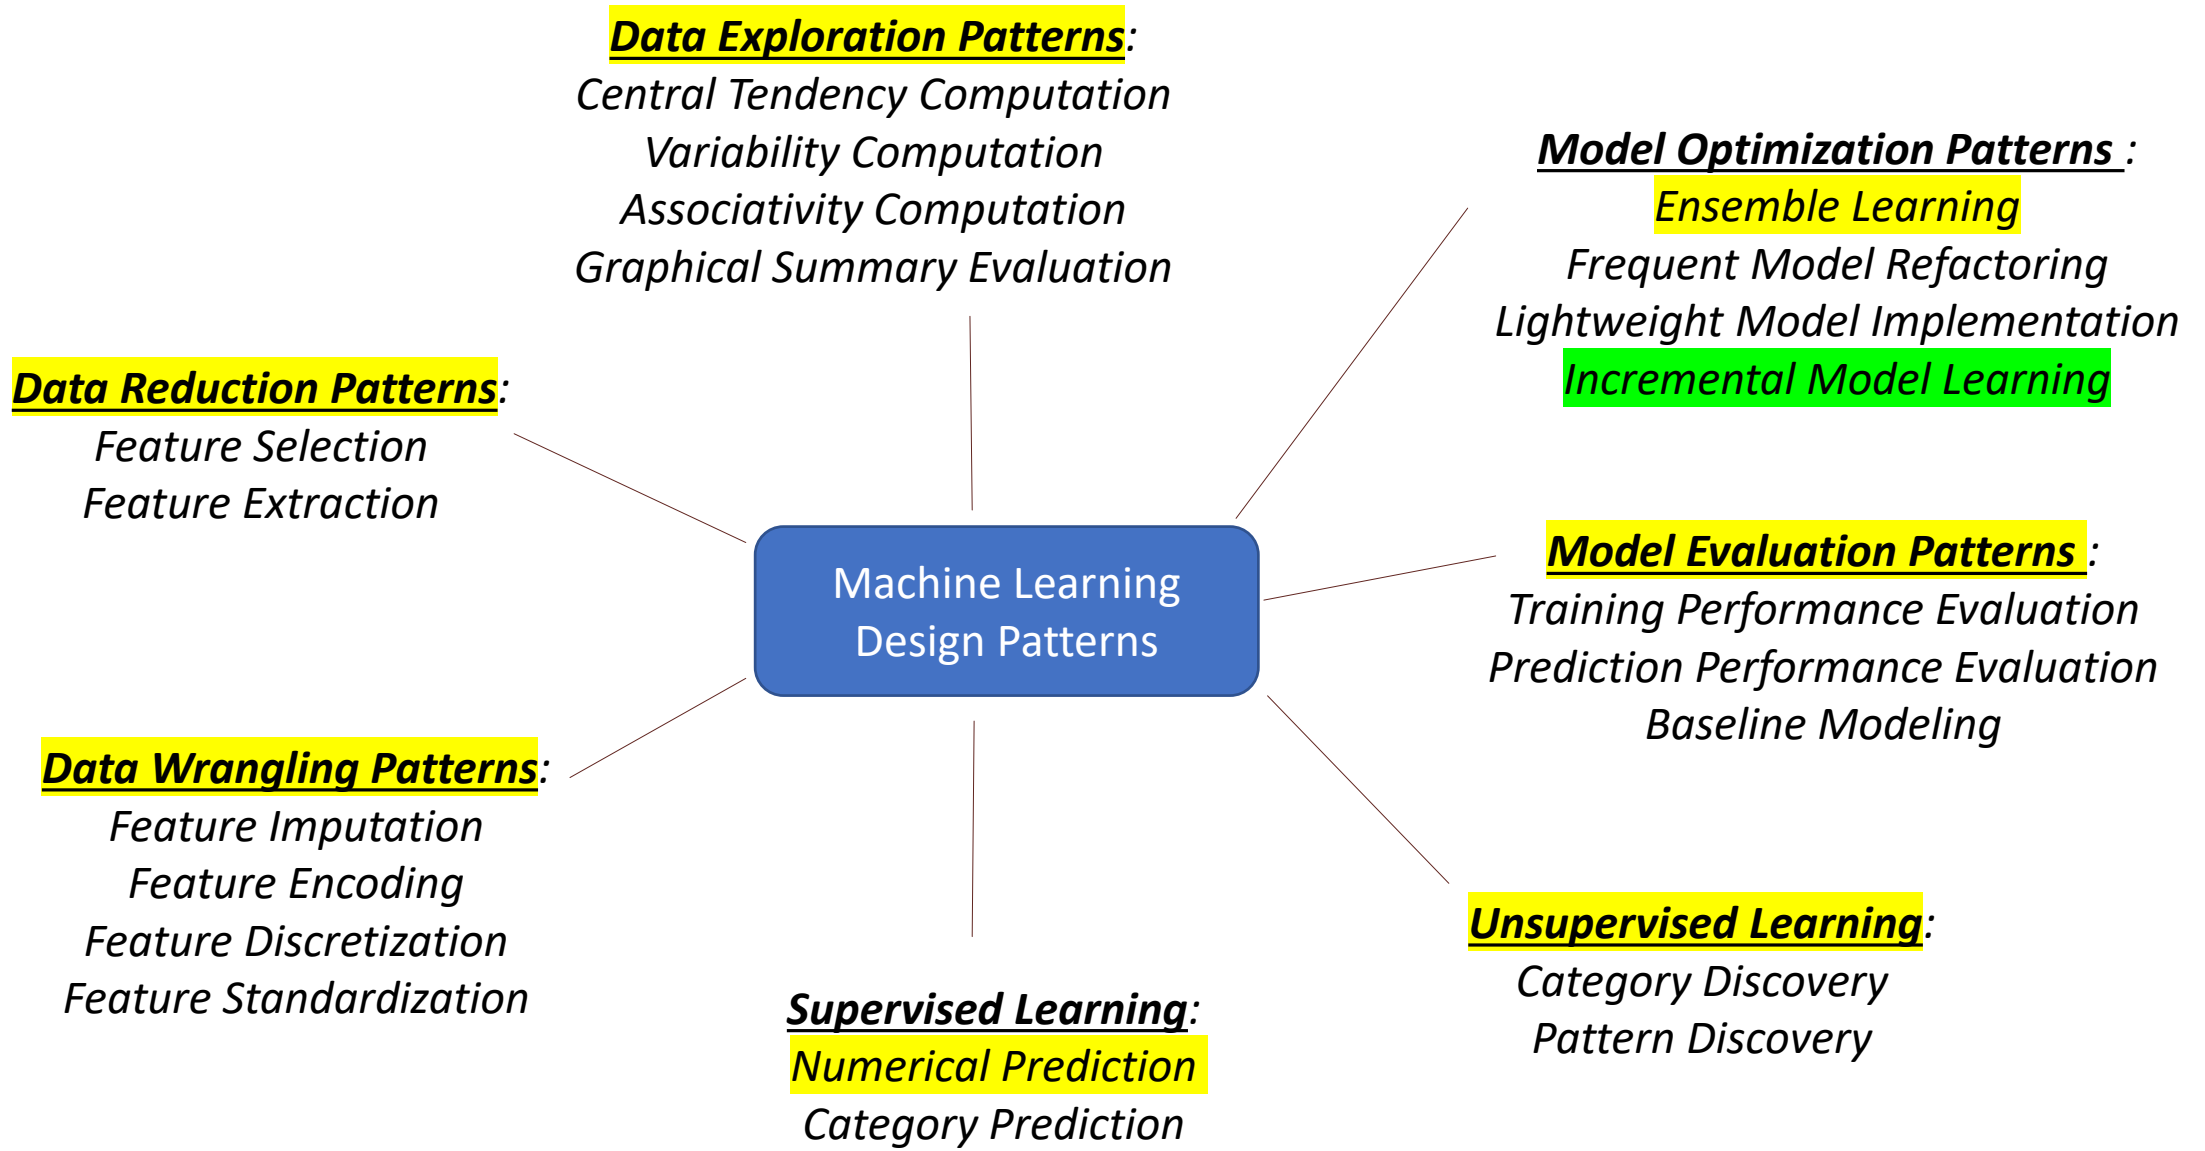 Data Exploration Patterns:
Central Tendency Computation
Variability Computation
Associativity Computation
Graphical Summary Evaluation
Model Optimization Patterns :
Ensemble Learning
Frequent Model Refactoring
Lightweight Model Implementation
Incremental Model Learning
Data Reduction Patterns:
Feature Selection
Feature Extraction
Machine Learning
Design Patterns
Model Evaluation Patterns :
Training Performance Evaluation
Prediction Performance Evaluation
Baseline Modeling
Data Wrangling Patterns:
Feature Imputation
Feature Encoding
Feature Discretization
Feature Standardization
Supervised Learning:
Numerical Prediction
Category Prediction
Unsupervised Learning:
Category Discovery
Pattern Discovery